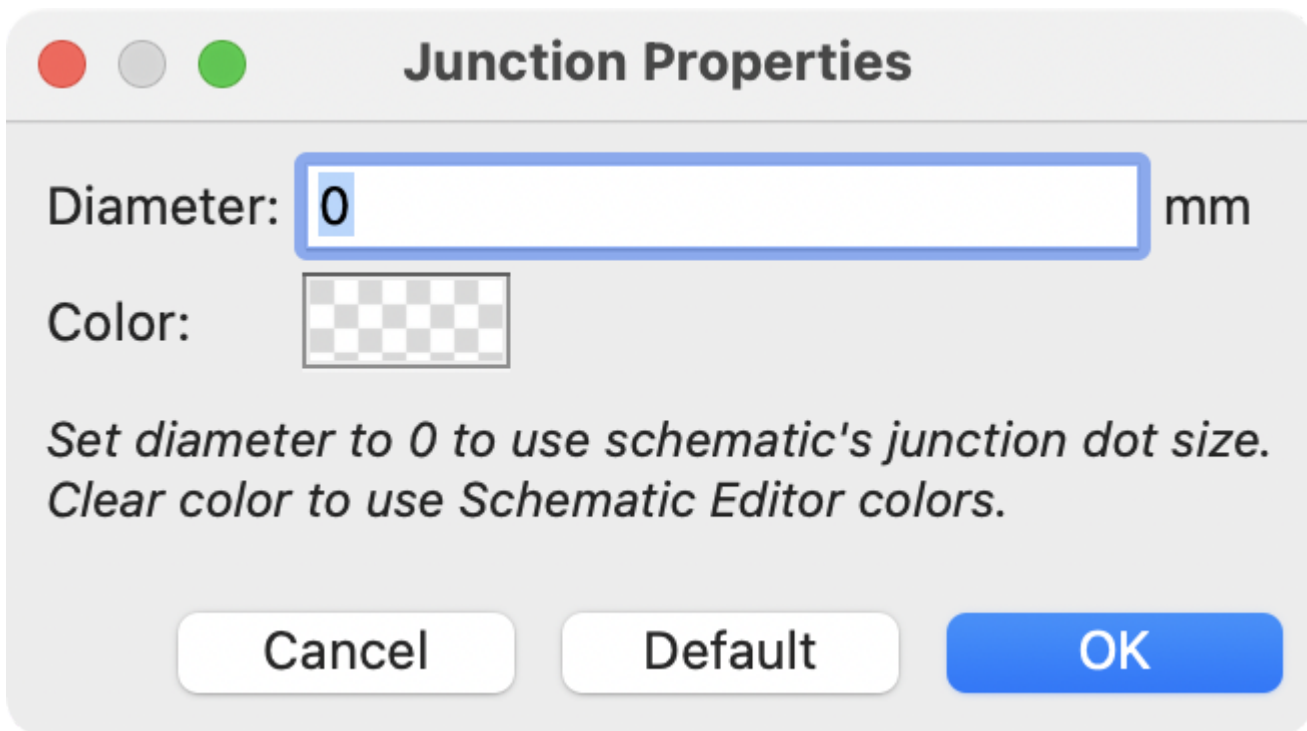 Junction Properties
Diameter: 0 mm
Color:
Set diameter to 0 to use schematic's junction dot size.
Clear color to use Schematic Editor colors.
Cancel Default OK